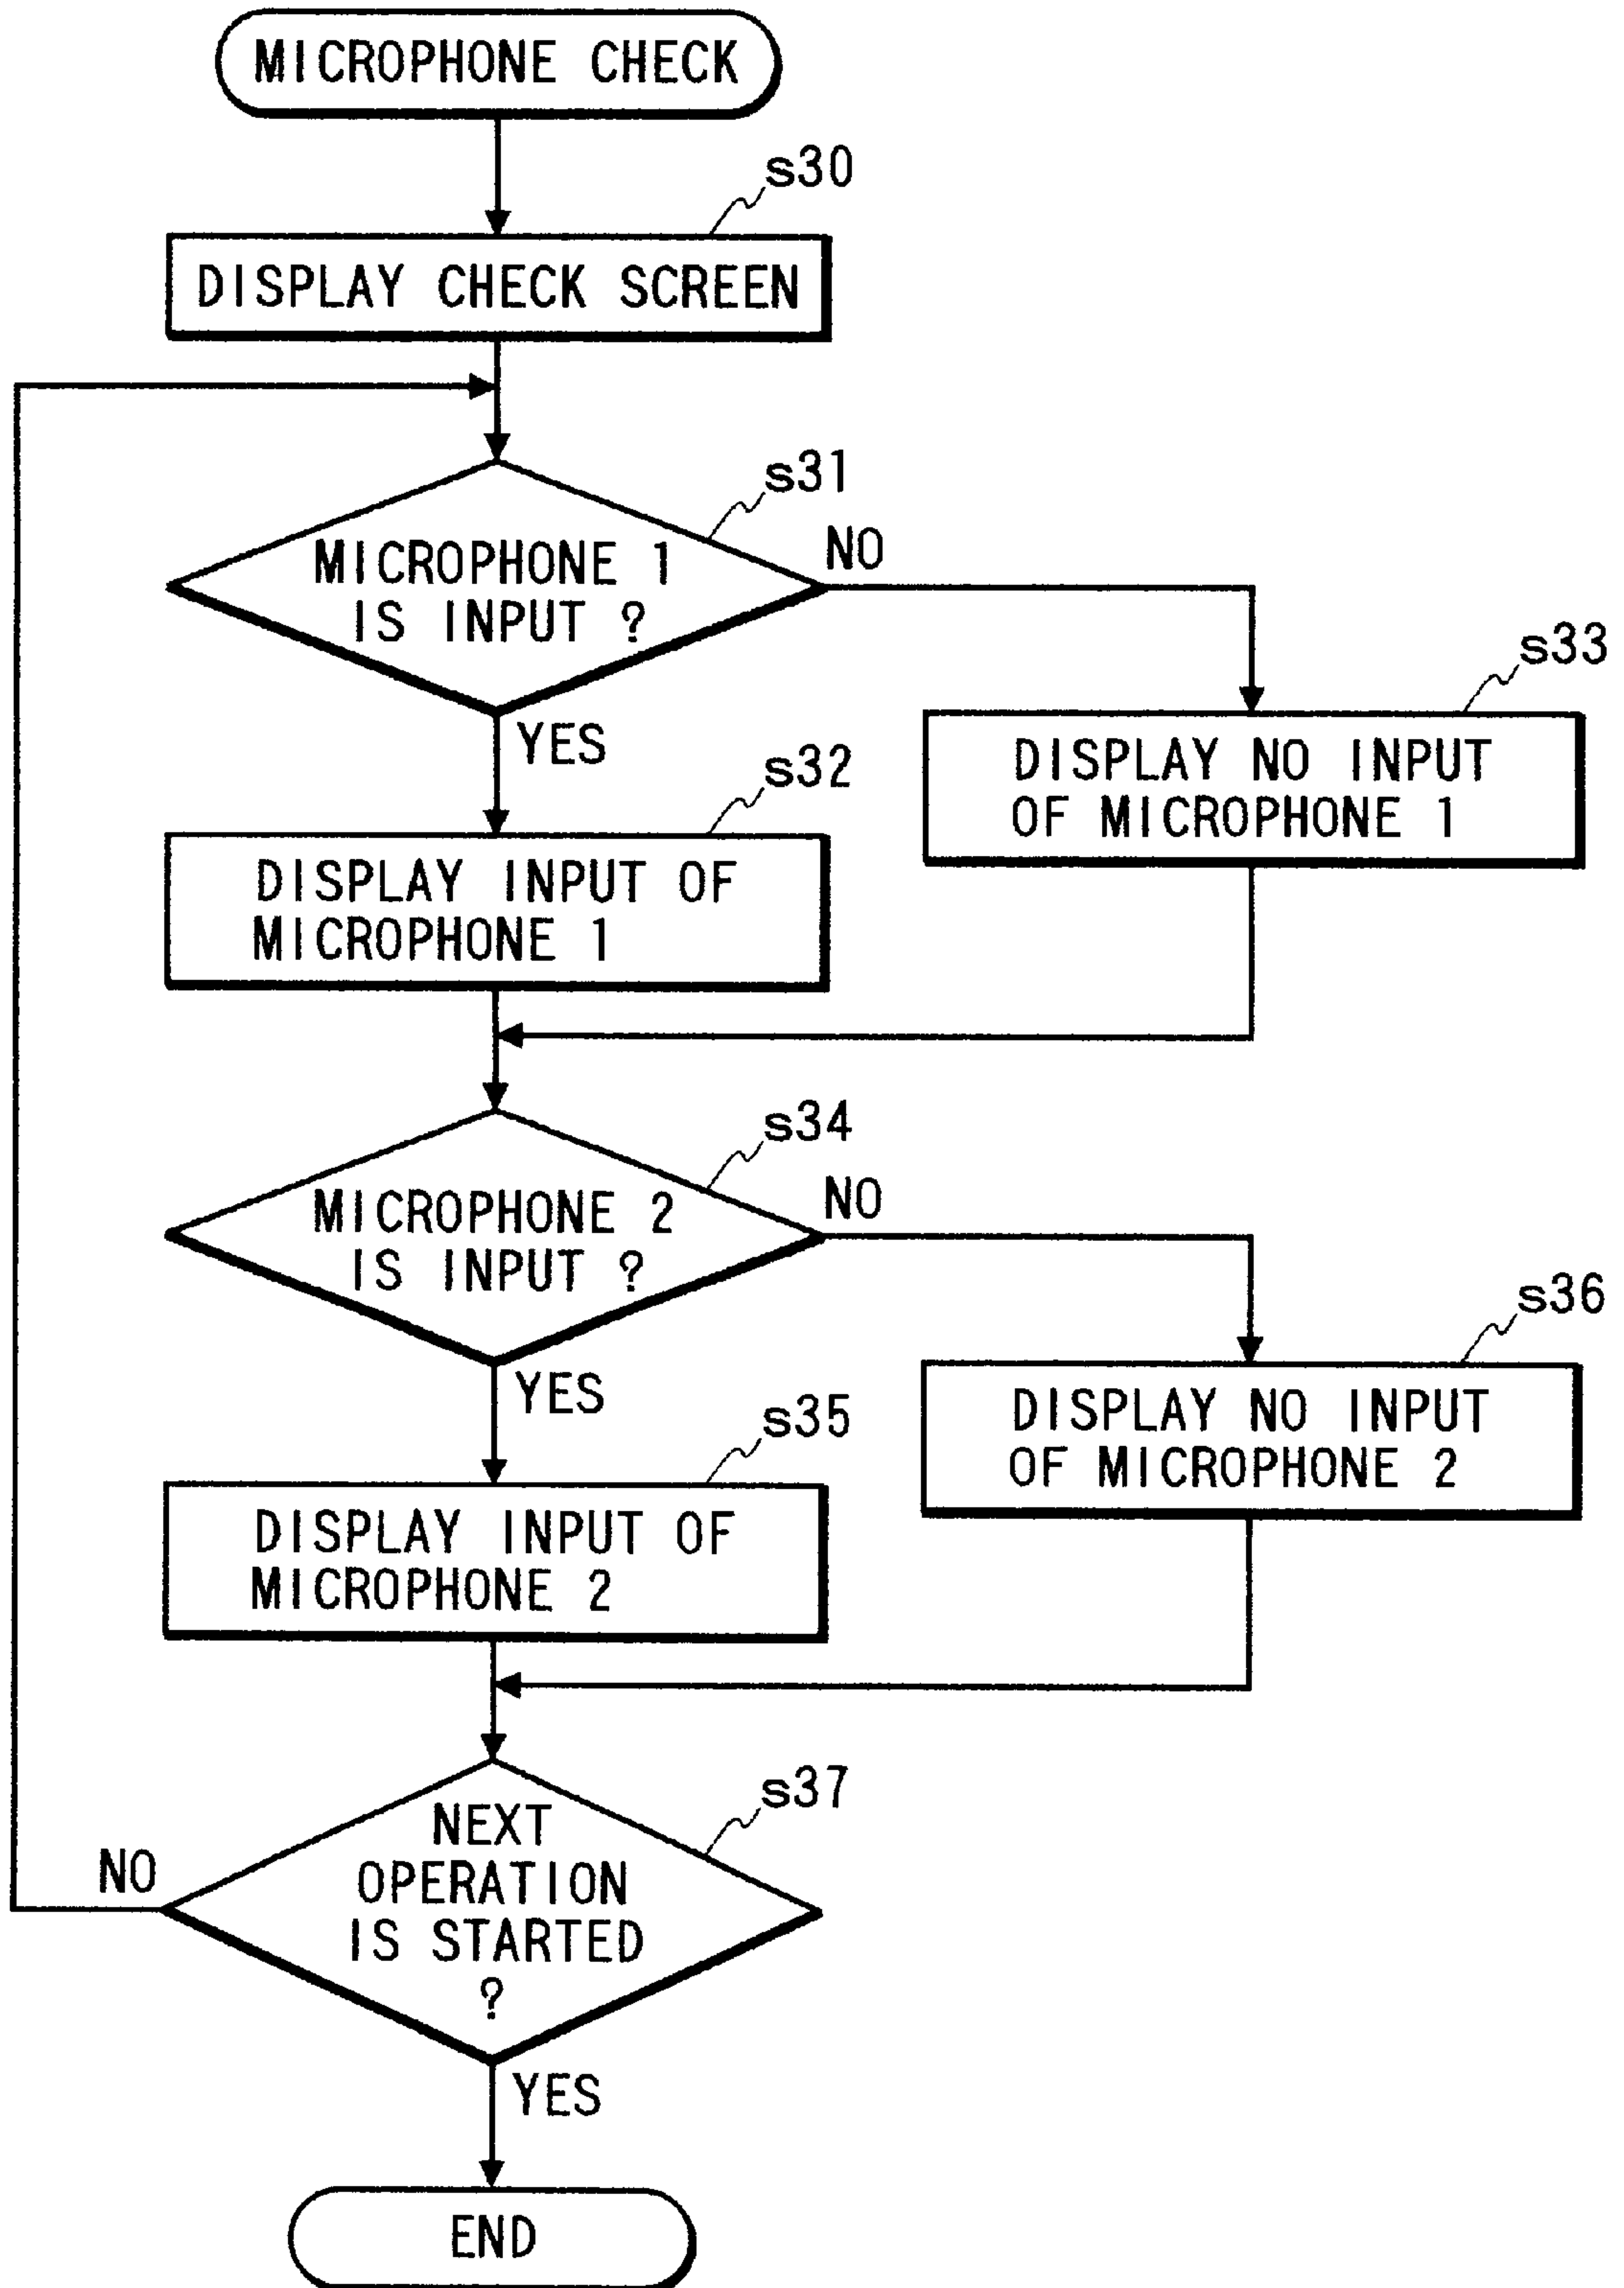 MICROPHONE CHECK
s30
DISPLAY CHECK SCREEN
s31
MICROPHONE 1
IS INPUT ?
NO
YES
s33
DISPLAY NO INPUT
OF MICROPHONE 1
s32
DISPLAY INPUT OF
MICROPHONE 1
s34
MICROPHONE 2
IS INPUT ?
NO
YES
s36
DISPLAY NO INPUT
OF MICROPHONE 2
s35
DISPLAY INPUT OF
MICROPHONE 2
s37
NEXT
OPERATION
IS STARTED
?
NO
YES
END